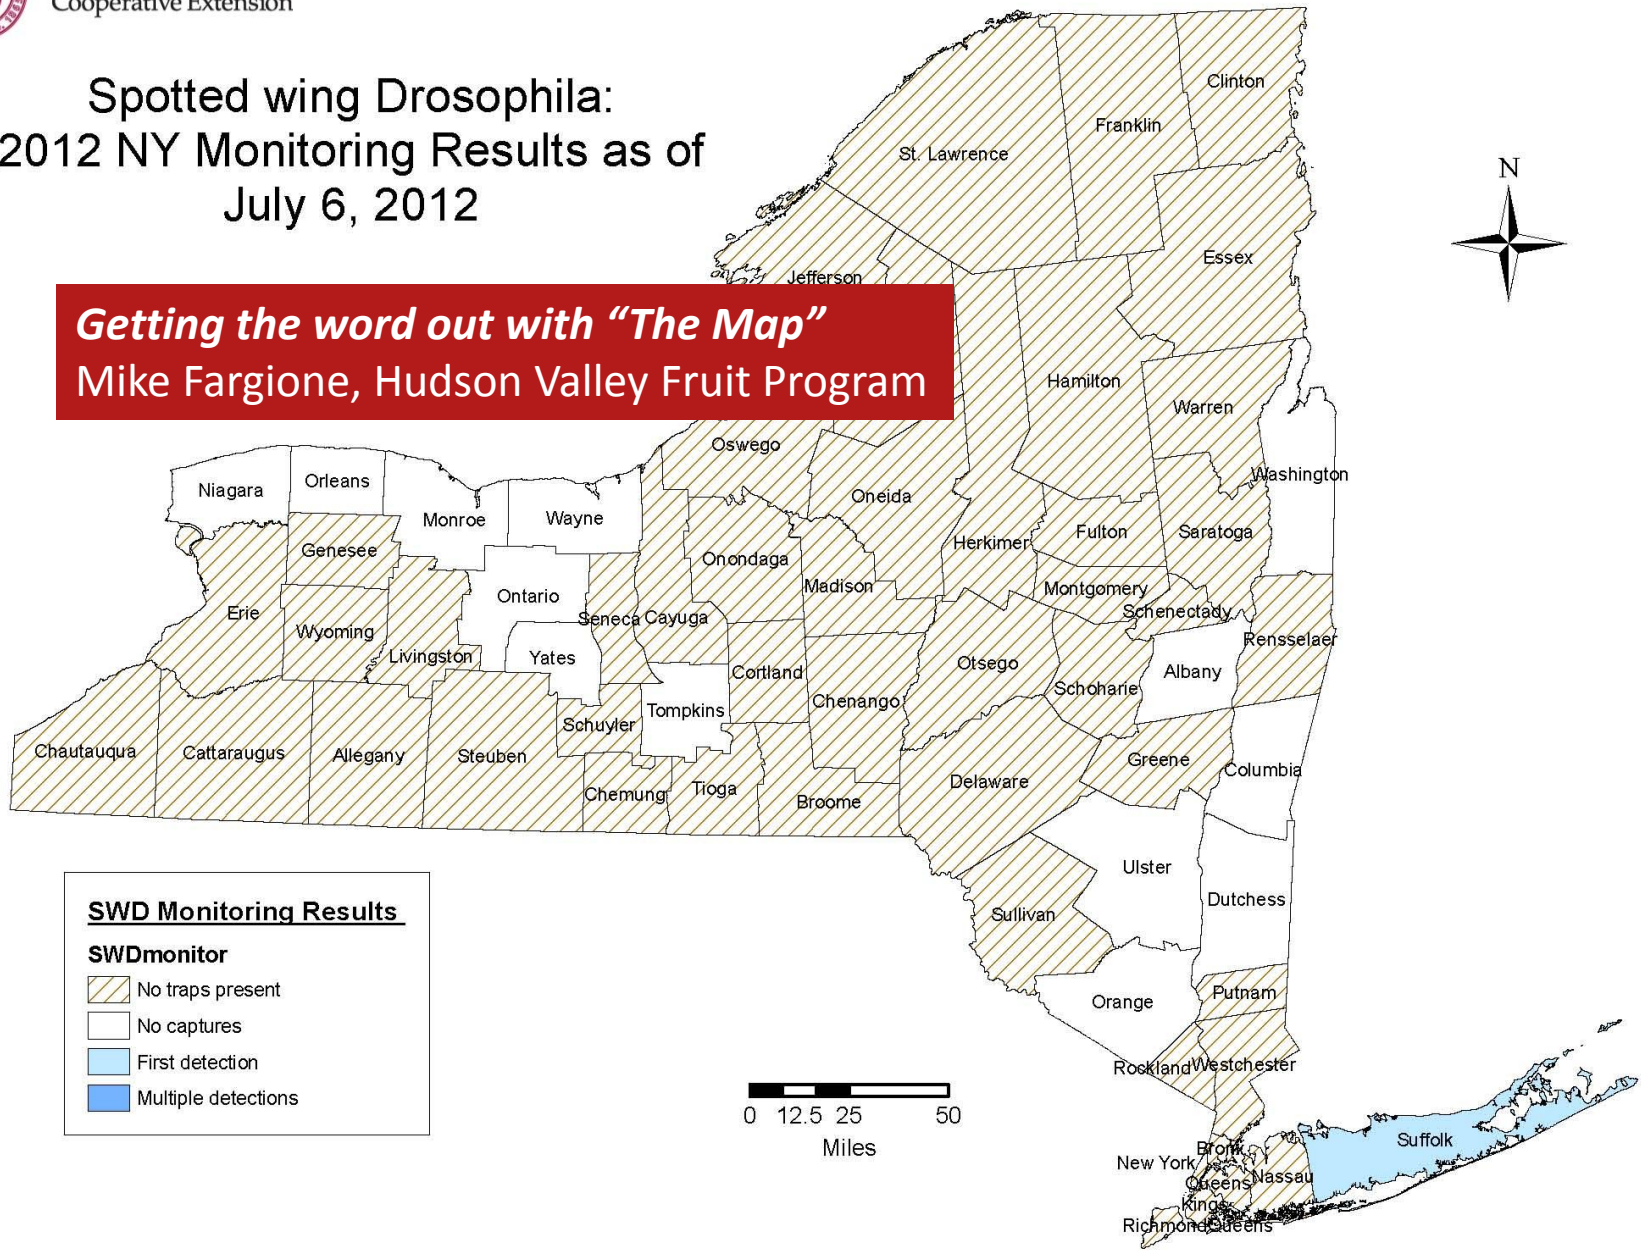 Cooperative Extension
Spotted wing Drosophila:
2012 NY Monitoring Results as of
July 6, 2012
Getting the word out with “The Map”
Mike Fargione, Hudson Valley Fruit Program
N
Clinton
Franklin
St. Lawrence
Essex
Jefferson
Hamilton
Warren
Oswego
Washington
Niagara
Orleans
Monroe
Wayne
Oneida
Herkimer
Fulton
Saratoga
Genesee
Onondaga
Madison
Montgomery
Ontario
Schenectady
Erie
Wyoming
Seneca
Cayuga
Rensselaer
Livingston
Yates
Cortland
Otsego
Albany
Schoharie
Chenango
Tompkins
Schuyler
Chautauqua
Cattaraugus
Allegany
Steuben
Greene
Columbia
Chemung
Tioga
Broome
Delaware
Ulster
Dutchess
Sullivan
Orange
Putnam
Rockland
Westchester
Suffolk
Bronx
New York
Queens
Nassau
Kings
Richmond
Queens
SWD Monitoring Results
SWDmonitor
No traps present
No captures
First detection
Multiple detections
0 12.5 25 50
Miles